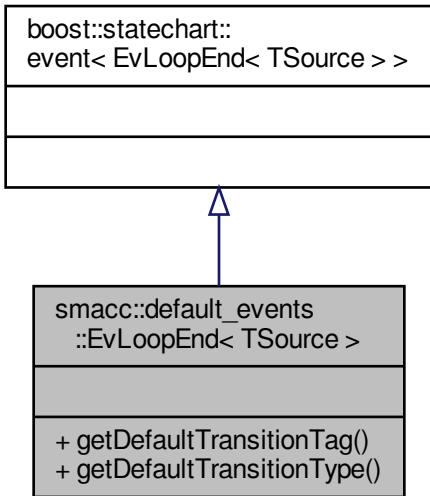 boost::statechart::
event< EvLoopEnd< TSource > >
smacc::default_events
::EvLoopEnd< TSource >
+ getDefaultTransitionTag()
+ getDefaultTransitionType()